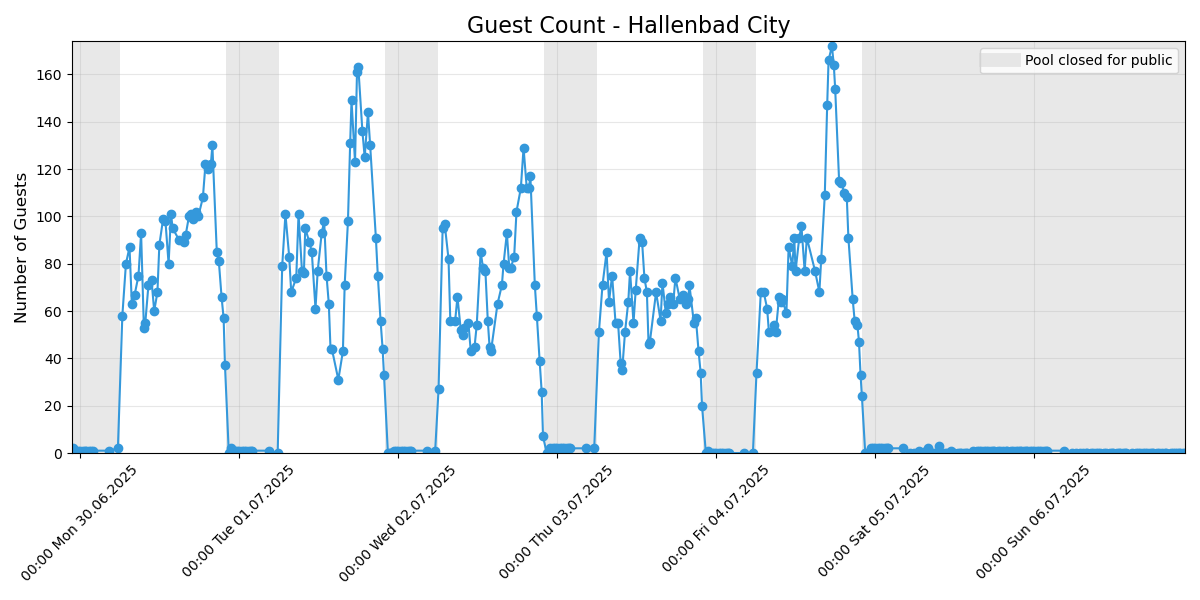 Guest Count - Hallenbad City
Pool closed for public
Number of Guests
160
140
120
100
80
60
40
20
0
00:00 Mon 30.06.2025
00:00 Tue 01.07.2025
00:00 Wed 02.07.2025
00:00 Thu 03.07.2025
00:00 Fri 04.07.2025
00:00 Sat 05.07.2025
00:00 Sun 06.07.2025